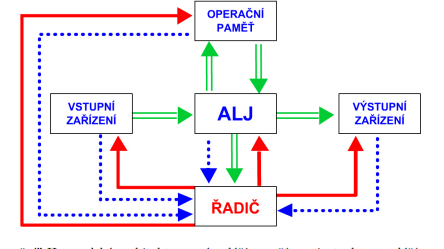 OPERAČNÍ
PAMĚŤ
VSTUPNÍ
ZAŘÍZENÍ
ALJ
VÝSTUPNÍ
ZAŘÍZENÍ
ŘADIČ